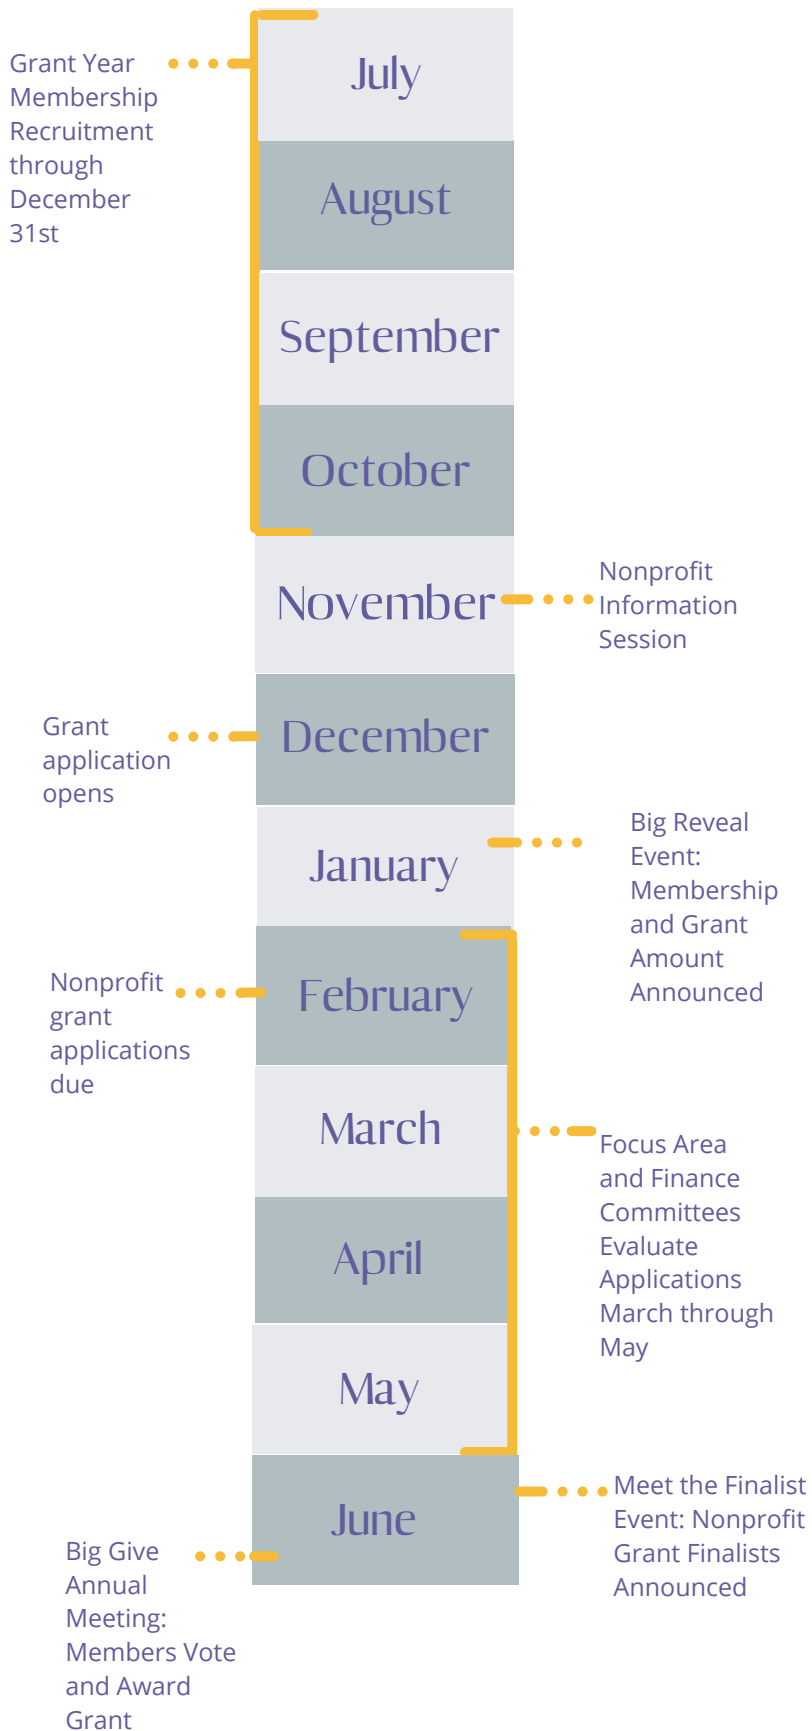 Grant Year
Membership
Recruitment
through
December
31st
July
August
September
October
November
Nonprofit
Information
Session
Grant
application
opens
December
January
Big Reveal
Event:
Membership
and Grant
Amount
Announced
Nonprofit
grant
applications
due
February
March
Focus Area
and Finance
Committees
Evaluate
Applications
March through
May
April
May
June
Meet the Finalist
Event: Nonprofit
Grant Finalists
Announced
Big Give
Annual
Meeting:
Members Vote
and Award
Grant